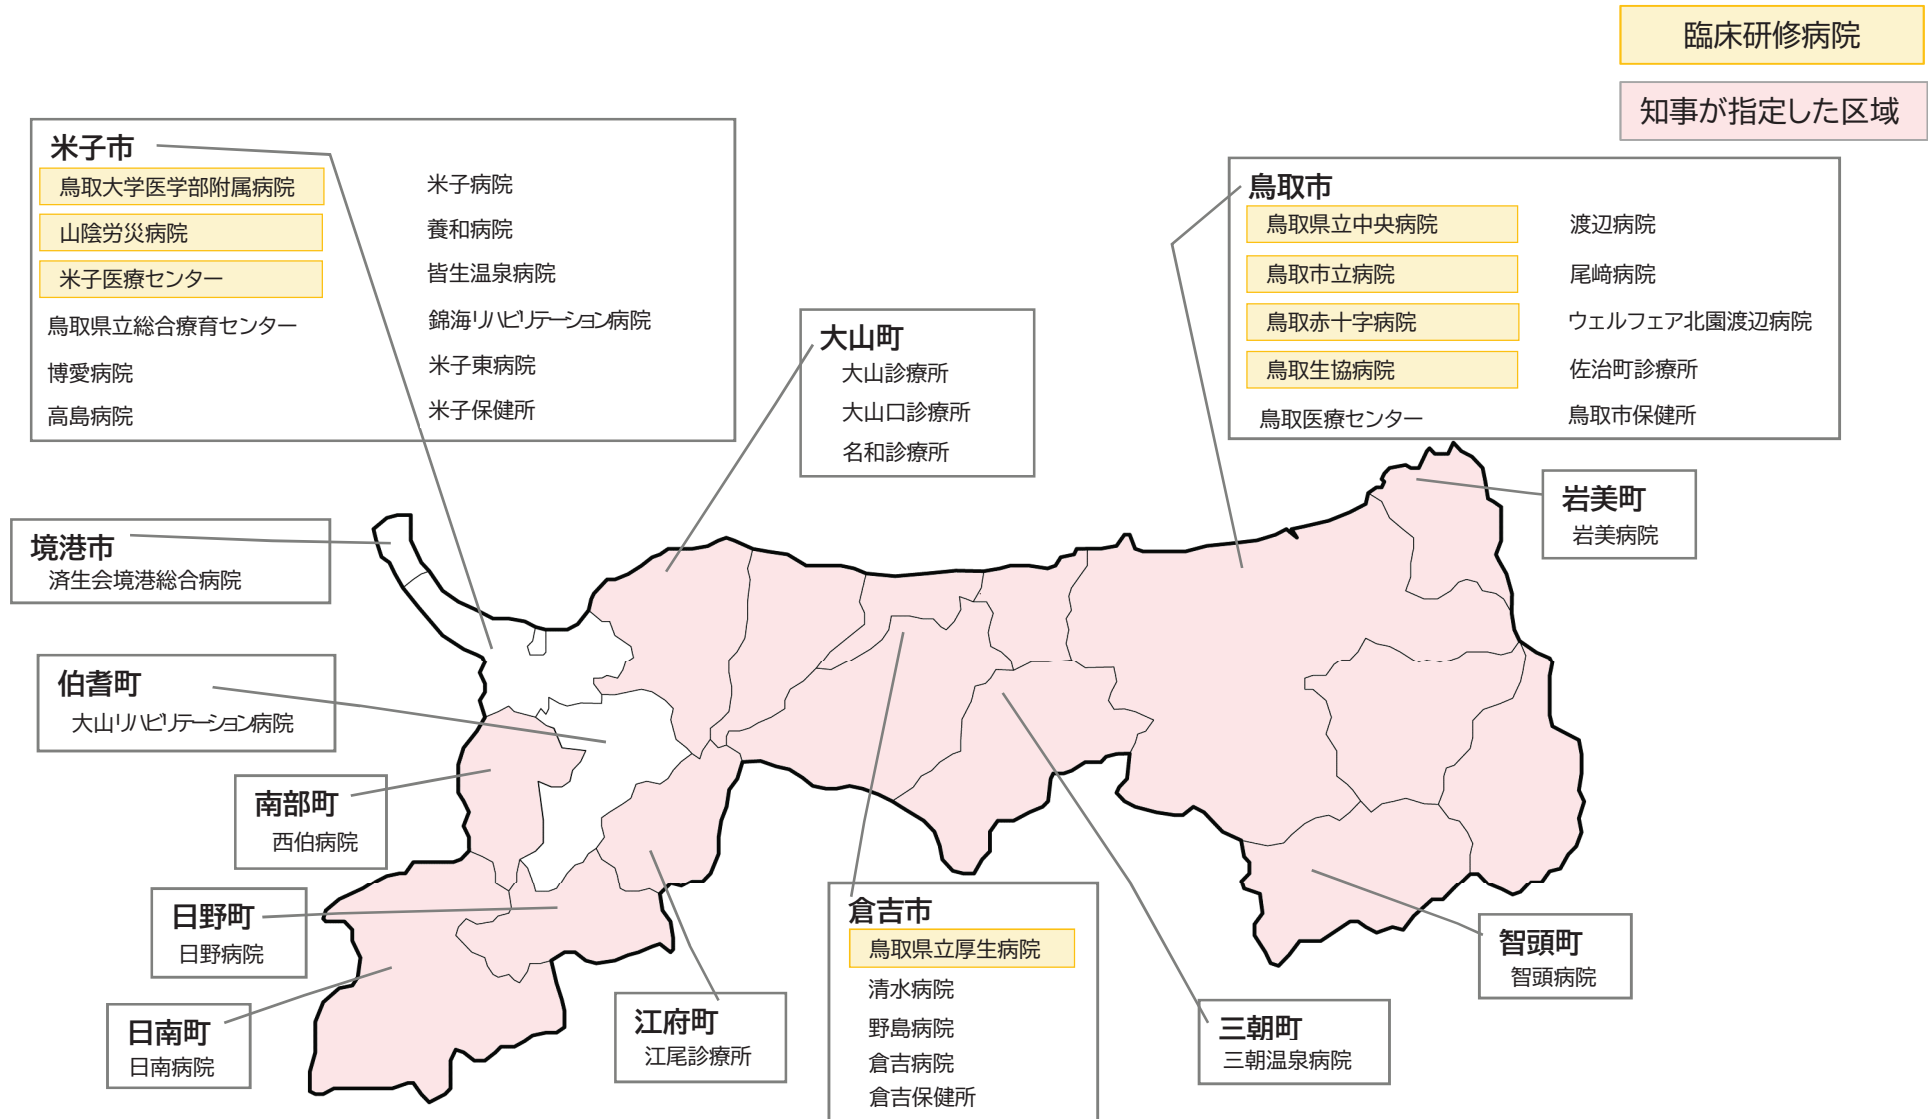 臨床研修病院
知事が指定した区域
米子市
鳥取大学医学部附属病院
山陰労災病院
米子医療センター
鳥取県立総合療育センター
博愛病院
高島病院
米子病院
養和病院
皆生温泉病院
錦海リハビリテーション病院
米子東病院
米子保健所
大山町
大山診療所
大山口診療所
名和診療所
鳥取市
鳥取県立中央病院
鳥取市立病院
鳥取赤十字病院
鳥取生協病院
鳥取医療センター
渡辺病院
尾﨑病院
ウェルフェア北園渡辺病院
佐治町診療所
鳥取市保健所
岩美町
岩美病院
境港市
済生会境港総合病院
伯耆町
大山リハビリテーション病院
南部町
西伯病院
日野町
日野病院
日南町
日南病院
江府町
江尾診療所
倉吉市
鳥取県立厚生病院
清水病院
野島病院
倉吉病院
倉吉保健所
三朝町
三朝温泉病院
智頭町
智頭病院